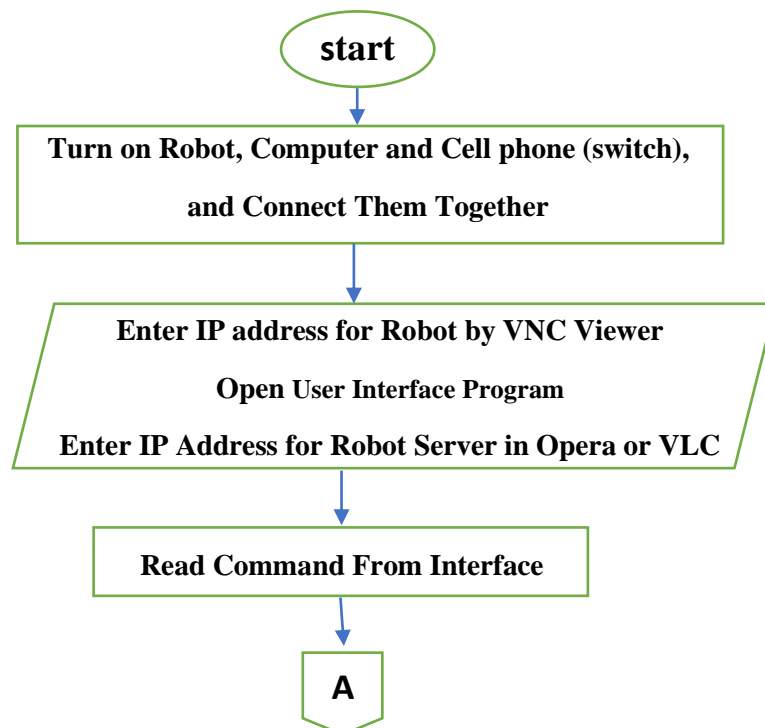 start
Turn on Robot, Computer and Cell phone (switch),
and Connect Them Together
Enter IP address for Robot by VNC Viewer
Open User Interface Program
Enter IP Address for Robot Server in Opera or VLC
Read Command From Interface
A